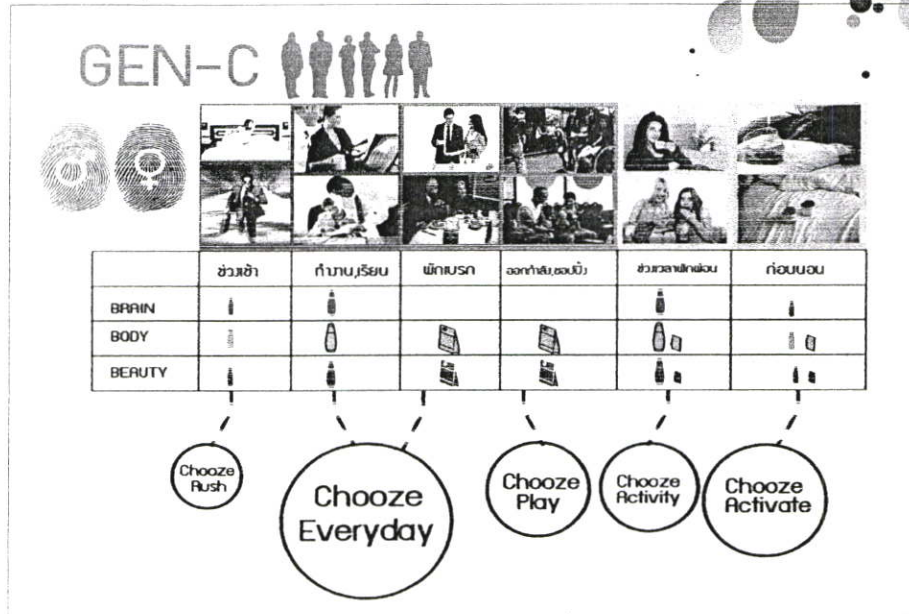 GEN-C
ช่วงเช้า ทำงาน,เรียน พักเบรก ออกกำลัง,ชอปปิ้ง ช่วงเวลาพักผ่อน ก่อนนอน
BRAIN
BODY
BEAUTY
Chooze
Rush
Chooze
Everyday
Chooze
Play
Chooze
Activity
Chooze
Activate